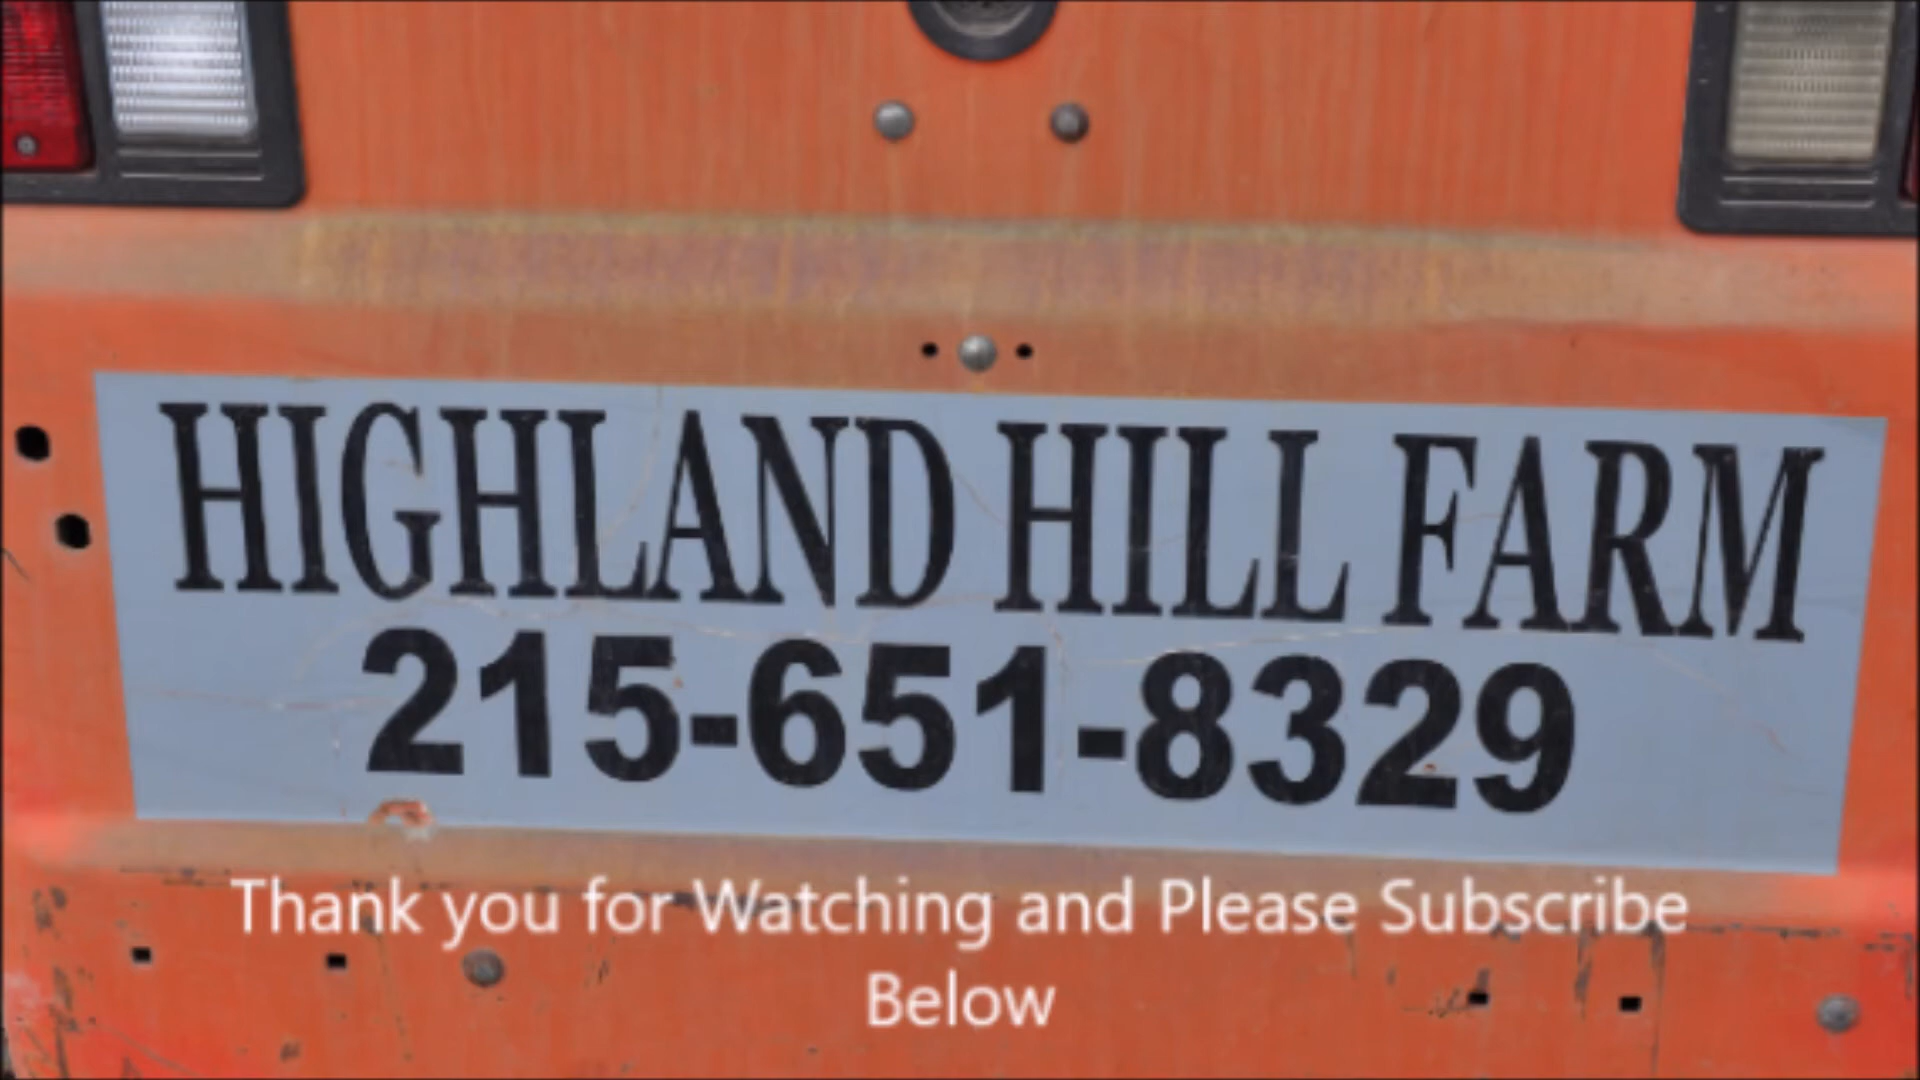 HIGHLAND HILL FARM
215-651-8329
Thank you for Watching and Please Subscribe
Below